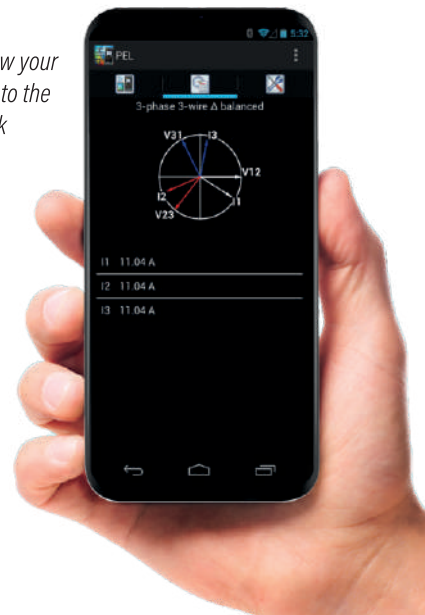 w your
to the
k
5:32
PEL
3-phase 3-wire Δ balanced
V31 I3
V12
I2
I1
V23
I1 11.04 A
I2 11.04 A
I3 11.04 A